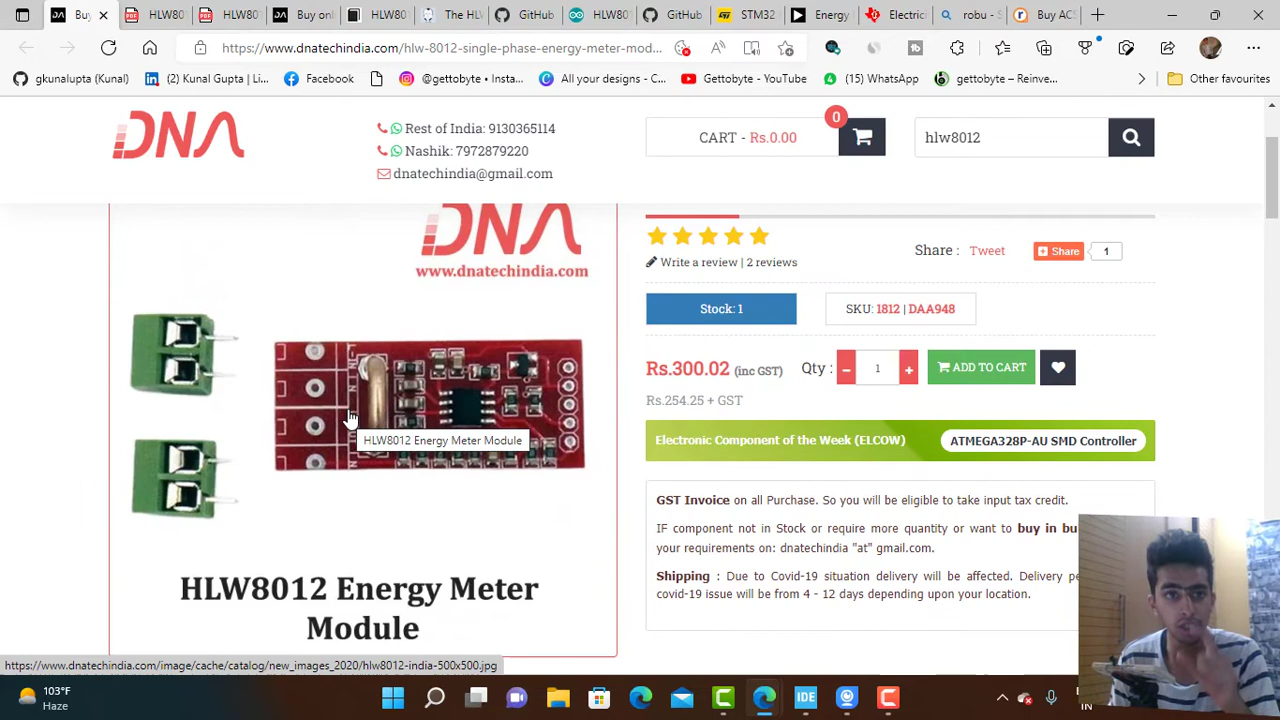 Buy
HLW80
HLW80
Buy onl
HLW80
The HL
GitHub
HLW80
GitHub
STM32
Energy
Electric
robu - S
Buy ACS
https://www.dnatechindia.com/hlw-8012-single-phase-energy-meter-mod...
gkunalupta (Kunal)
(2) Kunal Gupta | Li...
Facebook
@gettobyte • Insta...
All your designs - C...
gettobyte - YouTube
(15) WhatsApp
gettobyte – Reinve...
Other favourites
DNA
Rest of India: 9130365114
Nashik: 7972879220
dnatechindia@gmail.com
CART - Rs.0.00
0
hlw8012
DNA
www.dnatechindia.com
Write a review | 2 reviews
Share :
Tweet
Share
1
Stock: 1
SKU: 1812 | DAA948
Rs.300.02 (inc GST)
Qty :
1
ADD TO CART
Rs.254.25 + GST
HLW8012 Energy Meter Module
Electronic Component of the Week (ELCOW)
ATMEGA328P-AU SMD Controller
GST Invoice on all Purchase. So you will be eligible to take input tax credit.
IF component not in Stock or require more quantity or want to buy in bu
your requirements on: dnatechindia "at" gmail.com.
Shipping : Due to Covid-19 situation delivery will be affected. Delivery pe
covid-19 issue will be from 4 - 12 days depending upon your location.
HLW8012 Energy Meter
Module
https://www.dnatechindia.com/image/cache/catalog/new_images_2020/hlw8012-india-500x500.jpg
103°F
Haze
IDE
IN